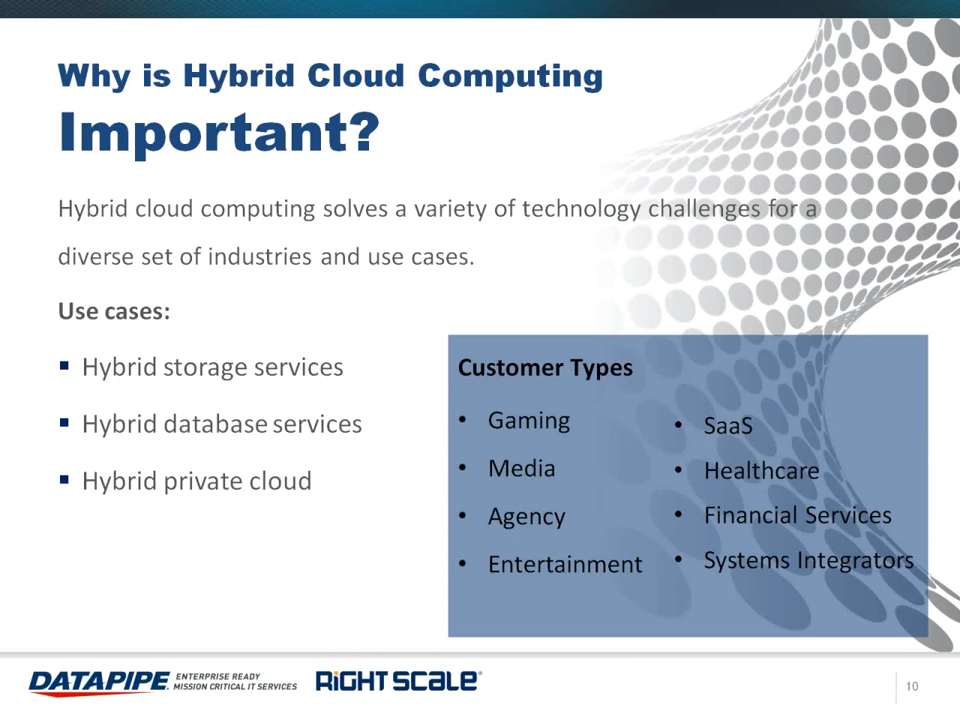 Why is Hybrid Cloud Computing
Important?
Hybrid cloud computing solves a variety of technology challenges for a
diverse set of industries and use cases.
Use cases:
▪ Hybrid storage services
▪ Hybrid database services
▪ Hybrid private cloud
Customer Types
• Gaming
• Media
• Agency
• Entertainment
• SaaS
• Healthcare
• Financial Services
• Systems Integrators
DATAPIPE. ENTERPRISE READY
MISSION CRITICAL IT SERVICES
RIGHTSCALE®
10